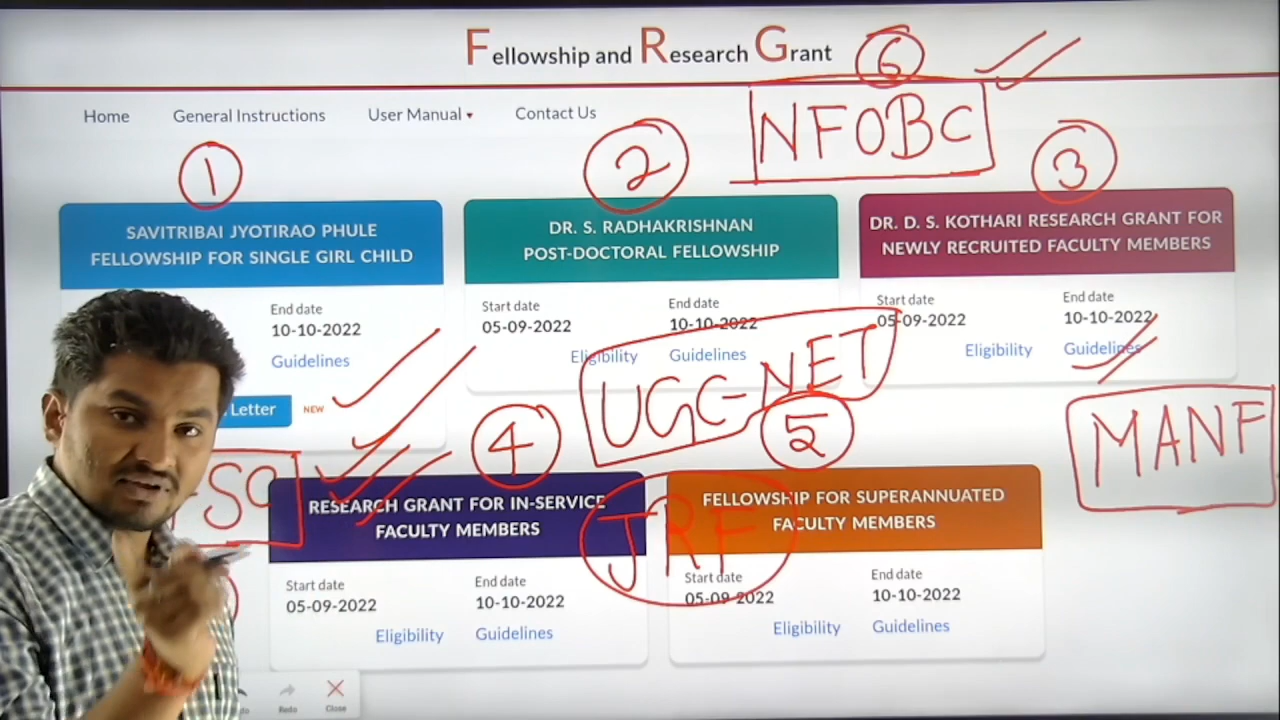 Fellowship and Research Grant
6
Home General Instructions User Manual Contact Us
NFOBC
1
2
3
SAVITRIBAI JYOTIRAO PHULE
FELLOWSHIP FOR SINGLE GIRL CHILD
End date
10-10-2022
Guidelines
Letter NEW
DR. S. RADHAKRISHNAN
POST-DOCTORAL FELLOWSHIP
Start date End date
05-09-2022 10-10-2022
Eligibility Guidelines
DR. D. S. KOTHARI RESEARCH GRANT FOR
NEWLY RECRUITED FACULTY MEMBERS
Start date End date
05-09-2022 10-10-2022
Eligibility Guidelines
UGC-NET
MANF
4
5
RESEARCH GRANT FOR IN-SERVICE
FACULTY MEMBERS
Start date End date
05-09-2022 10-10-2022
Eligibility Guidelines
JRF
FELLOWSHIP FOR SUPERANNUATED
FACULTY MEMBERS
Start date End date
05-09-2022 10-10-2022
Eligibility Guidelines
Redo Close